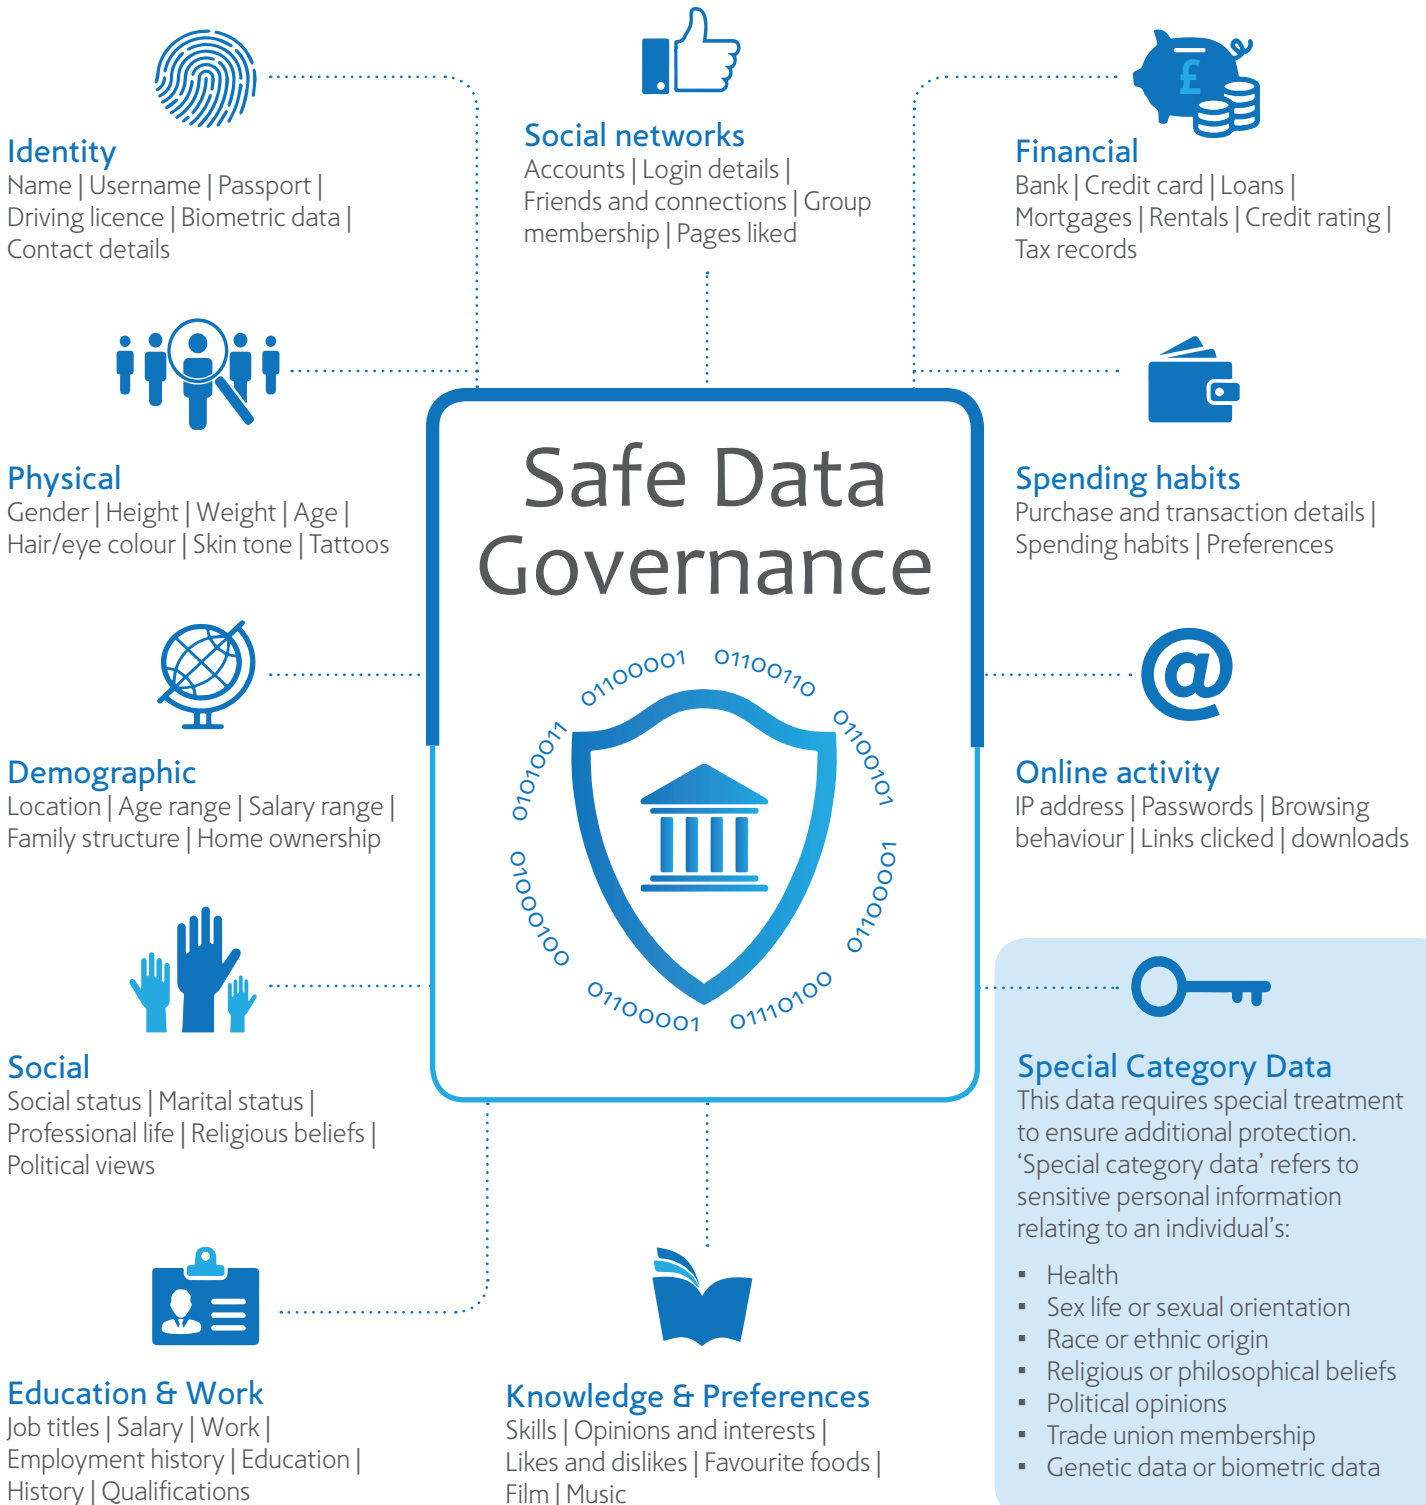 Identity
Name | Username | Passport |
Driving licence | Biometric data |
Contact details
Social networks
Accounts | Login details |
Friends and connections | Group
membership | Pages liked
£
Financial
Bank | Credit card | Loans |
Mortgages | Rentals | Credit rating |
Tax records
Physical
Gender | Height | Weight | Age |
Hair/eye colour | Skin tone | Tattoos
Safe Data
Governance
Spending habits
Purchase and transaction details |
Spending habits | Preferences
01100001
01100110
01100101
01100001
01110100
01100001
01000100
01010011
Demographic
Location | Age range | Salary range |
Family structure | Home ownership
@
Online activity
IP address | Passwords | Browsing
behaviour | Links clicked | downloads
Social
Social status | Marital status |
Professional life | Religious beliefs |
Political views
Special Category Data
This data requires special treatment
to ensure additional protection.
‘Special category data’ refers to
sensitive personal information
relating to an individual's:
▪ Health
▪ Sex life or sexual orientation
▪ Race or ethnic origin
▪ Religious or philosophical beliefs
▪ Political opinions
▪ Trade union membership
▪ Genetic data or biometric data
Education & Work
Job titles | Salary | Work |
Employment history | Education |
History | Qualifications
Knowledge & Preferences
Skills | Opinions and interests |
Likes and dislikes | Favourite foods |
Film | Music